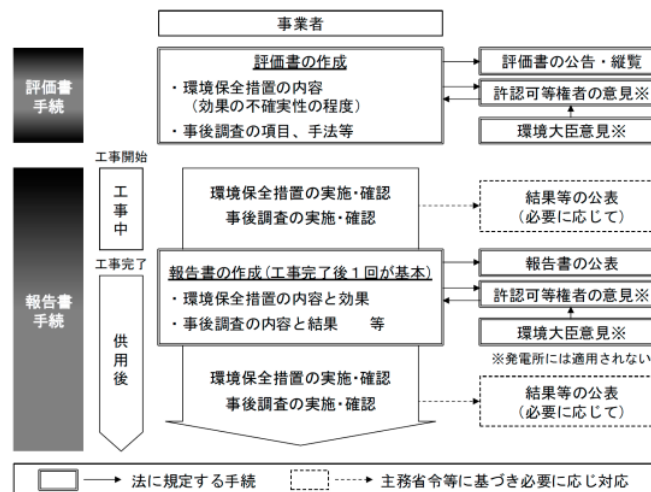 事業者
評価書
手続
評価書の作成
・環境保全措置の内容
（効果の不確実性の程度）
・事後調査の項目、手法等
評価書の公告・縦覧
許認可等権者の意見※
環境大臣意見※
工事開始
工事中
環境保全措置の実施・確認
事後調査の実施・確認
結果等の公表
（必要に応じて）
工事完了
報告書
手続
報告書の作成（工事完了後１回が基本）
・環境保全措置の内容と効果
・事後調査の内容と結果　等
報告書の公表
許認可等権者の意見※
環境大臣意見※
※発電所には適用されない
供用後
環境保全措置の実施・確認
事後調査の実施・確認
結果等の公表
（必要に応じて）
法に規定する手続
主務省令等に基づき必要に応じ対応